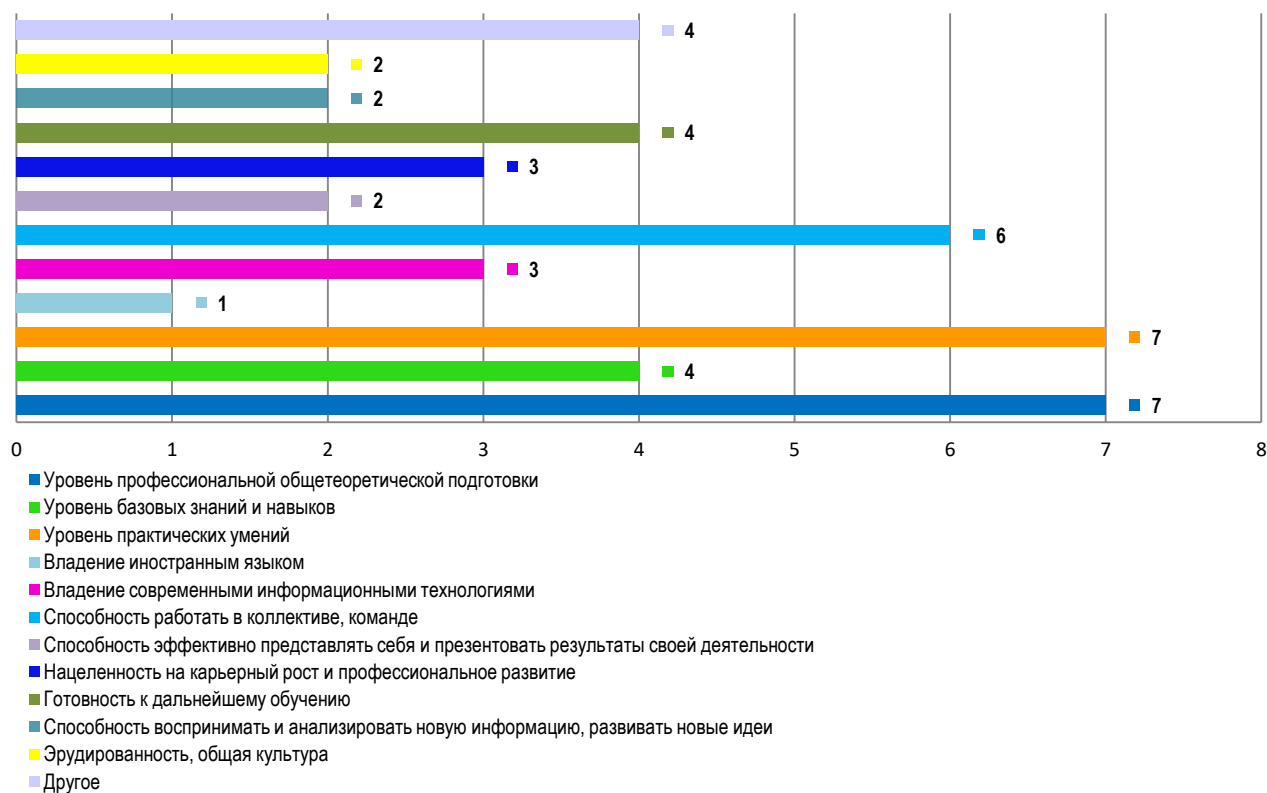 4
2
2
4
3
2
6
3
1
7
4
7
0 1 2 3 4 5 6 7 8
Уровень профессиональной общетеоретической подготовки
Уровень базовых знаний и навыков
Уровень практических умений
Владение иностранным языком
Владение современными информационными технологиями
Способность работать в коллективе, команде
Способность эффективно представлять себя и презентовать результаты своей деятельности
Нацеленность на карьерный рост и профессиональное развитие
Готовность к дальнейшему обучению
Способность воспринимать и анализировать новую информацию, развивать новые идеи
Эрудированность, общая культура
Другое